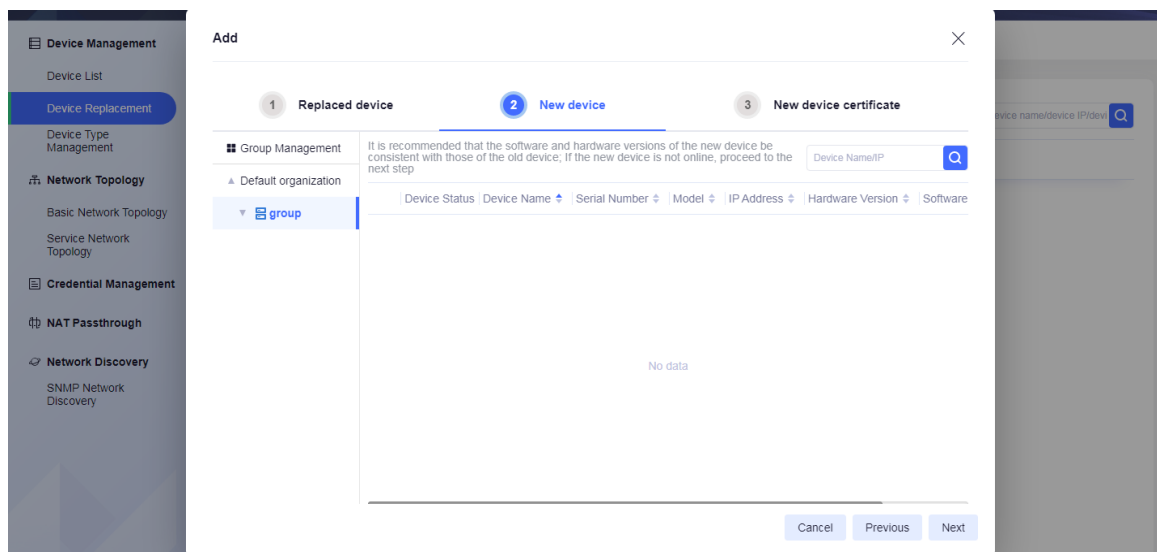 Device Management
Device List
Device Replacement
Device Type
Management
Network Topology
Basic Network Topology
Service Network
Topology
Credential Management
NAT Passthrough
Network Discovery
SNMP Network
Discovery
Add
1 Replaced device
2 New device
3 New device certificate
Group Management
Default organization
group
It is recommended that the software and hardware versions of the new device be
consistent with those of the old device; If the new device is not online, proceed to the
next step
Device Name/IP
Device Status Device Name Serial Number Model IP Address Hardware Version Software
No data
Cancel Previous Next
evice name/device IP/devi